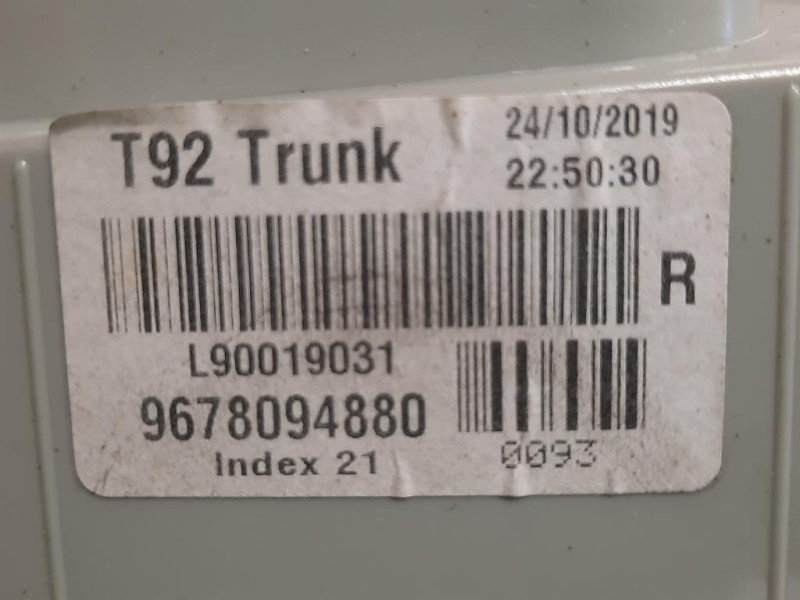 T92 Trunk
24/10/2019
22:50:30
R
L90019031
9678094880
Index 21
0093